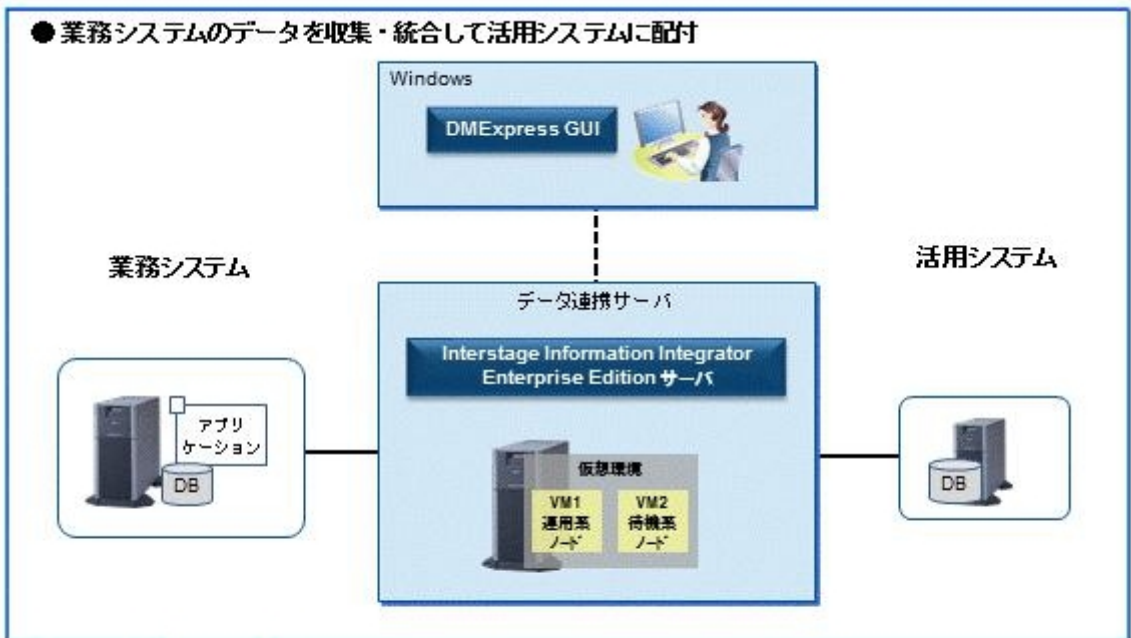 ●業務システムのデータを収集・統合して活用システムに配付
Windows
DMExpress GUI
業務システム
活用システム
データ連携サーバ
Interstage Information Integrator
Enterprise Edition サーバ
アプリ
ケーション
DB
仮想環境
VM1
運用系
ノード
VM2
待機系
ノード
DB